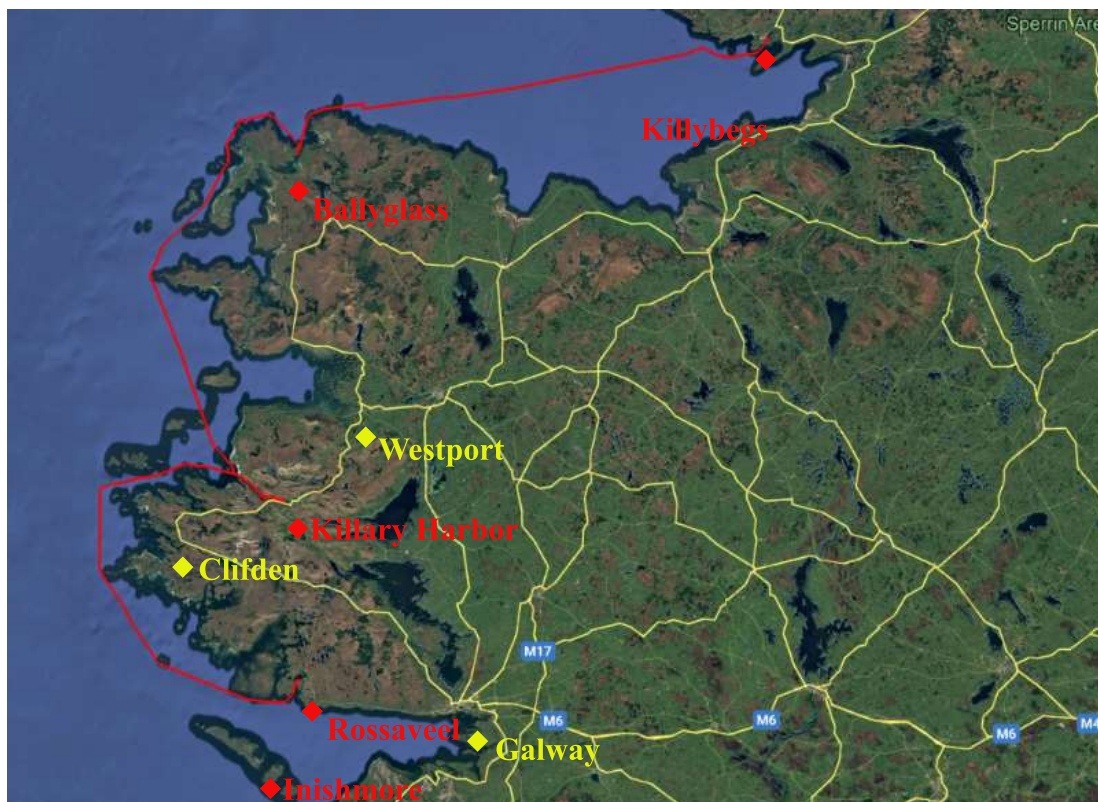 Sperrin Are
Killybegs
Ballyglass
Westport
Killary Harbor
Clifden
M17
Rossaveel
M6
M6
M6
M4
Galway
Inishmore